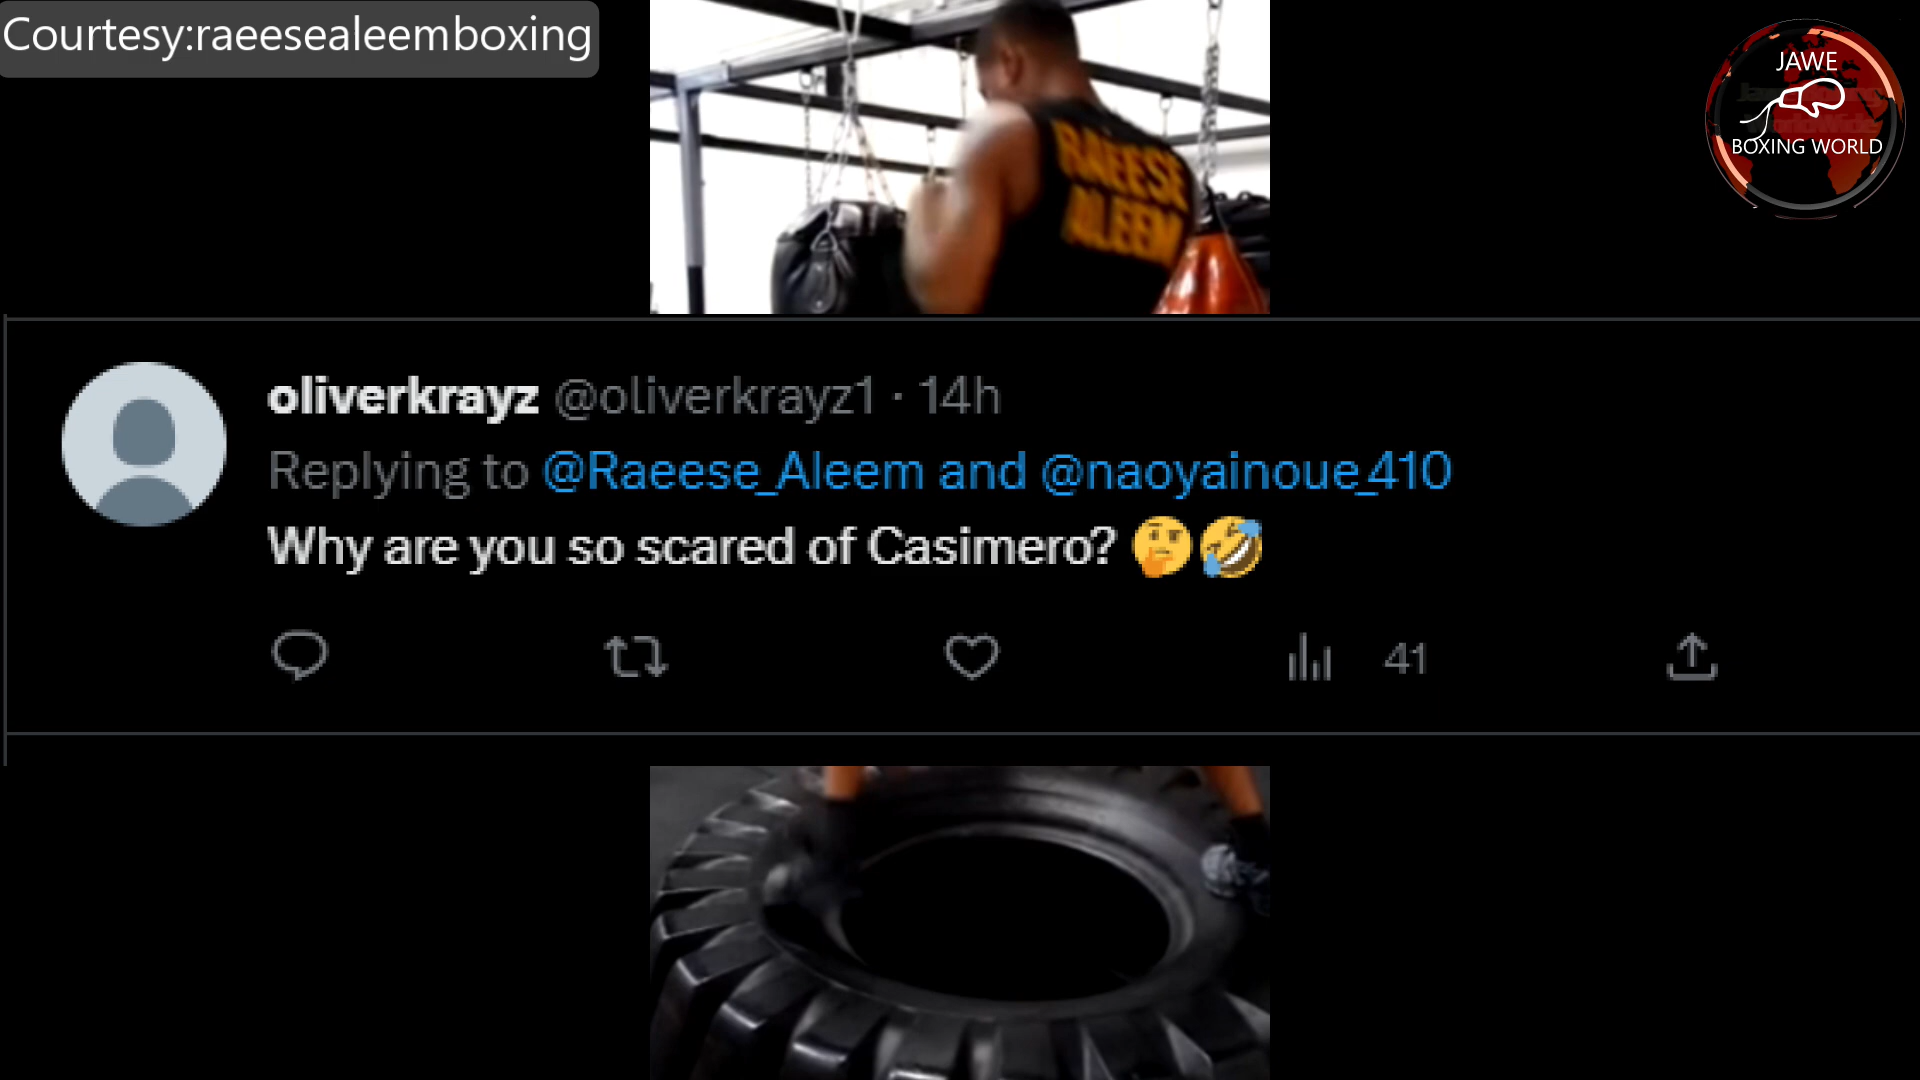 Courtesy:raeesealeemboxing
JAWE
BOXING WORLD
RAEESE
ALEEM
oliverkrayz @oliverkrayz1 · 14h
Replying to @Raeese_Aleem and @naoyainoue_410
Why are you so scared of Casimero? 🤔🤣
41